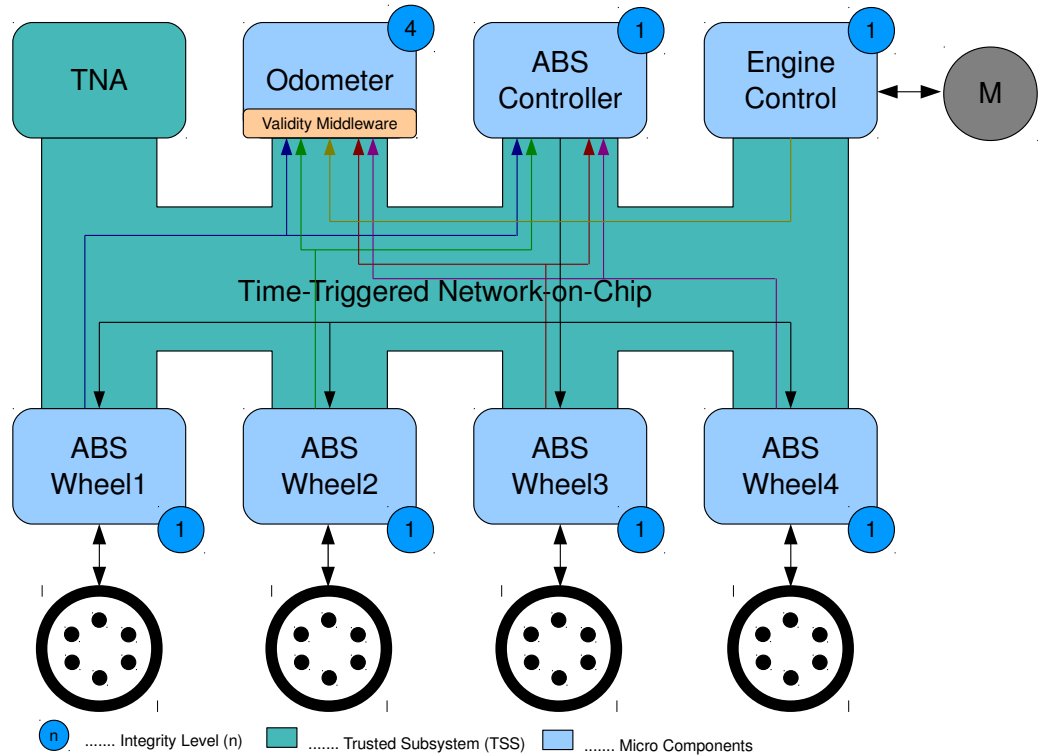 4
1
1
TNA
Odometer
ABS
Controller
Engine
Control
M
Validity Middleware
Time-Triggered Network-on-Chip
ABS
Wheel1
ABS
Wheel2
ABS
Wheel3
ABS
Wheel4
1
1
1
1
n ....... Integrity Level (n)
....... Trusted Subsystem (TSS)
....... Micro Components